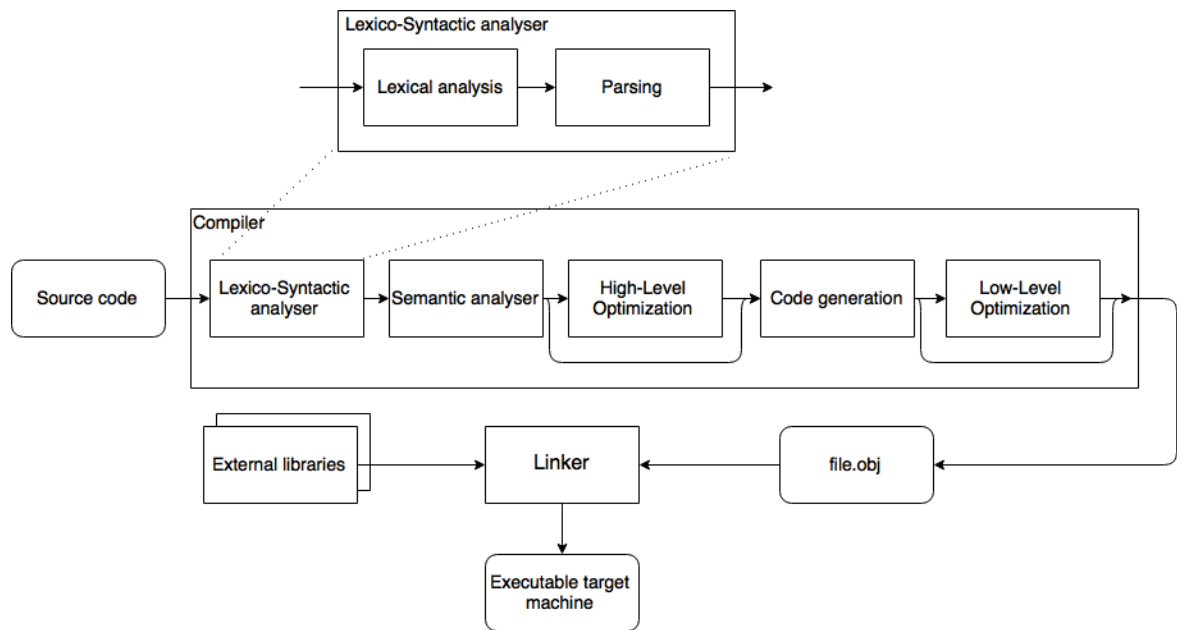 Lexico-Syntactic analyser
Lexical analysis
Parsing
Compiler
Source code
Lexico-Syntactic
analyser
Semantic analyser
High-Level
Optimization
Code generation
Low-Level
Optimization
External libraries
Linker
file.obj
Executable target
machine